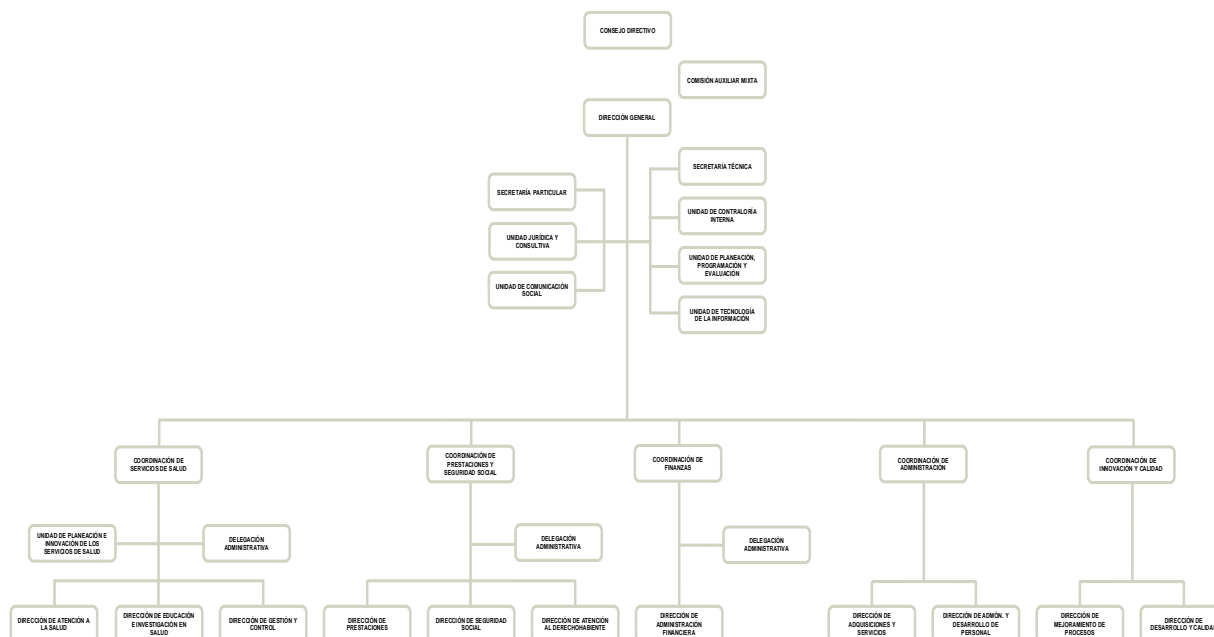 CONSEJO DIRECTIVO
COMISIÓN AUXILIAR MIXTA
DIRECCIÓN GENERAL
SECRETARÍA TÉCNICA
SECRETARÍA PARTICULAR
UNIDAD DE CONTRALORÍA
INTERNA
UNIDAD JURÍDICA Y
CONSULTIVA
UNIDAD DE PLANEACIÓN,
PROGRAMACIÓN Y
EVALUACIÓN
UNIDAD DE COMUNICACIÓN
SOCIAL
UNIDAD DE TECNOLOGÍA
DE LA INFORMACIÓN
COORDINACIÓN DE
SERVICIOS DE SALUD
COORDINACIÓN DE
PRESTACIONES Y
SEGURIDAD SOCIAL
COORDINACIÓN DE
FINANZAS
COORDINACIÓN DE
ADMINISTRACIÓN
COORDINACIÓN DE
INNOVACIÓN Y CALIDAD
UNIDAD DE PLANEACIÓN E
INNOVACIÓN DE LOS
SERVICIOS DE SALUD
DELEGACIÓN
ADMINISTRATIVA
DELEGACIÓN
ADMINISTRATIVA
DELEGACIÓN
ADMINISTRATIVA
DIRECCIÓN DE ATENCIÓN A
LA SALUD
DIRECCIÓN DE EDUCACIÓN
E INVESTIGACIÓN EN
SALUD
DIRECCIÓN DE GESTIÓN Y
CONTROL
DIRECCIÓN DE
PRESTACIONES
DIRECCIÓN DE SEGURIDAD
SOCIAL
DIRECCIÓN DE ATENCIÓN
AL DERECHOHABIENTE
DIRECCIÓN DE
ADMINISTRACIÓN
FINANCIERA
DIRECCIÓN DE
ADQUISICIONES Y
SERVICIOS
DIRECCIÓN DE ADMÓN. Y
DESARROLLO DE
PERSONAL
DIRECCIÓN DE
MEJORAMIENTO DE
PROCESOS
DIRECCIÓN DE
DESARROLLO Y CALIDAD